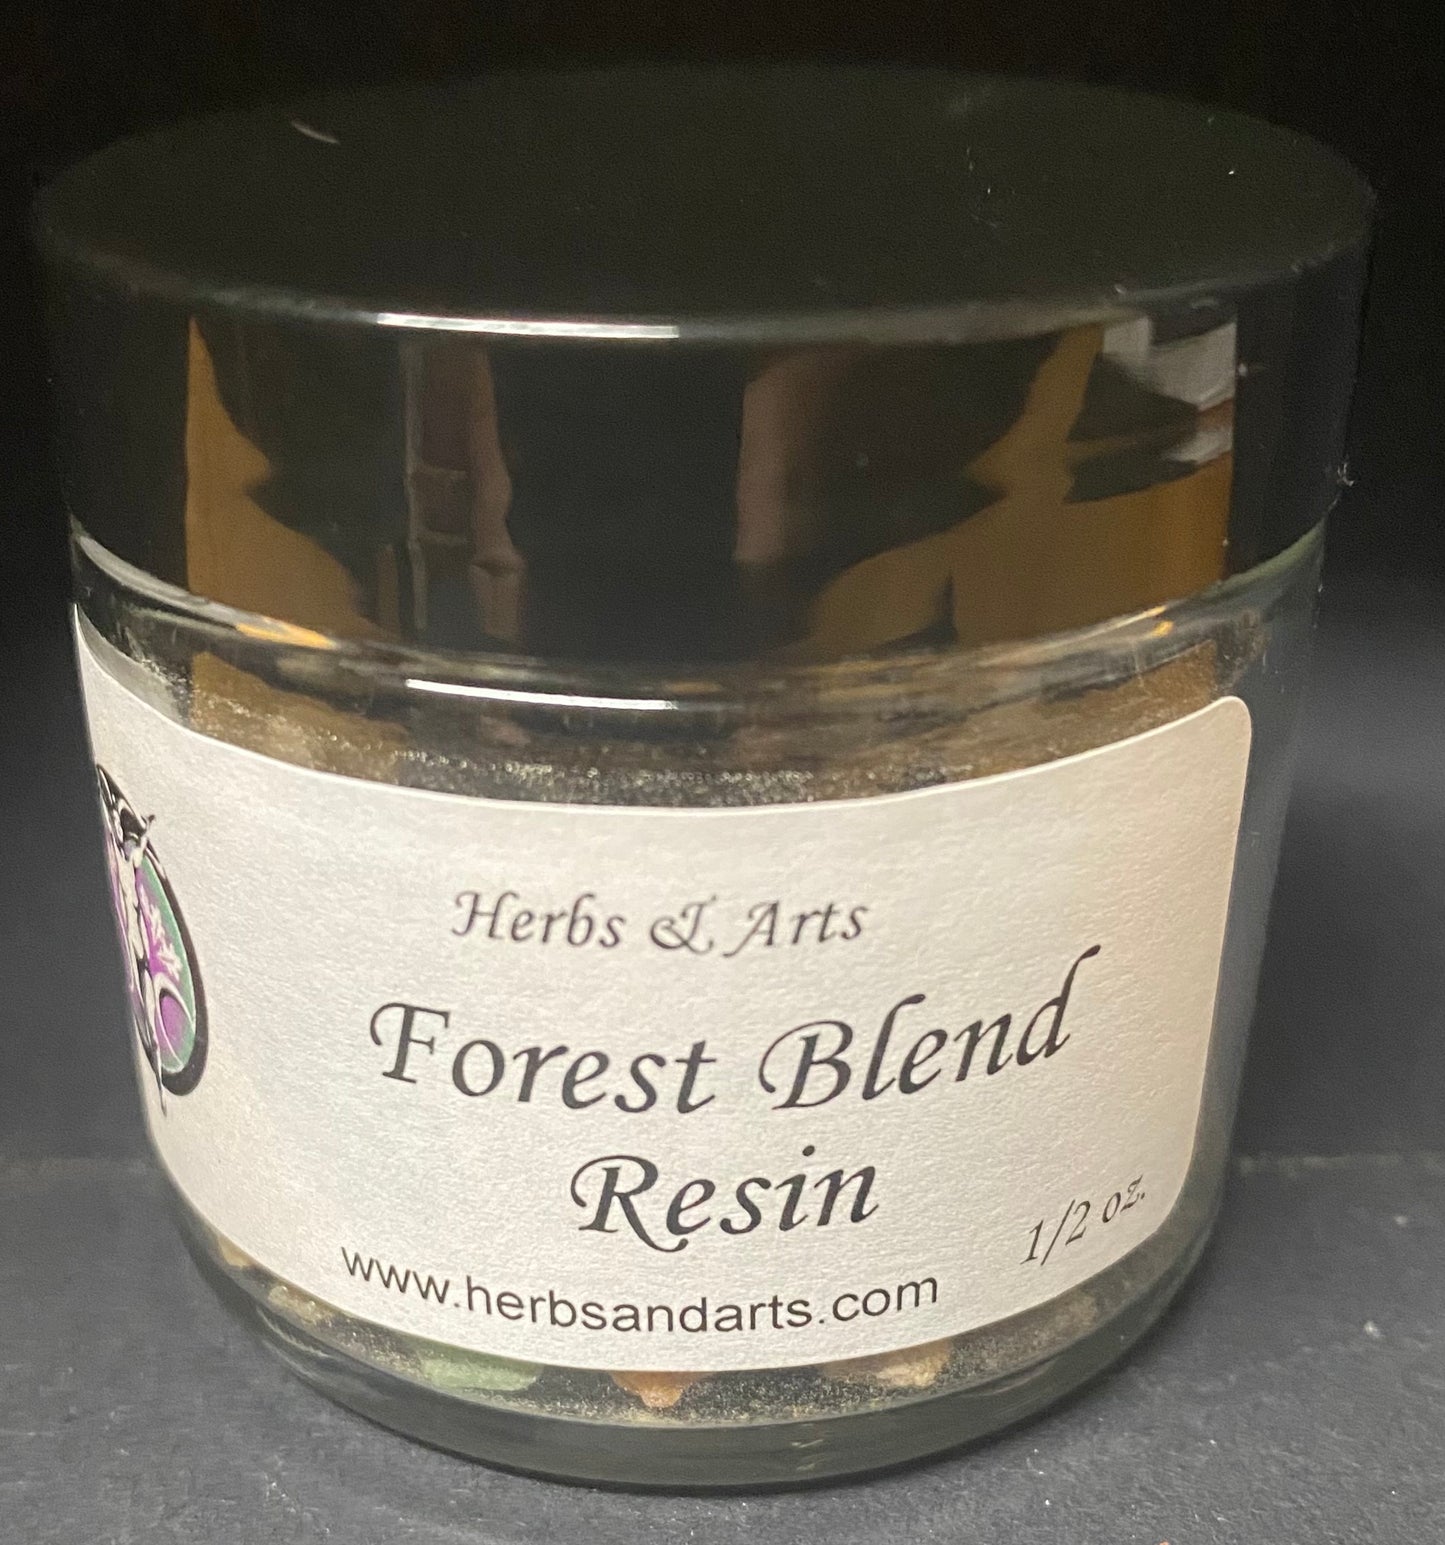 Herbs & Arts
Forest Blend
Resin
1/2 oz.
www.herbsandarts.com